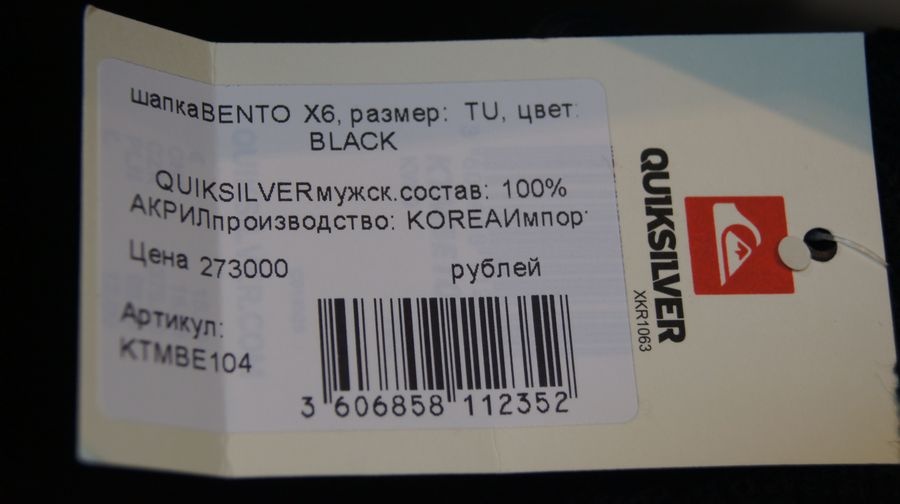 шапкаBENTO X6, размер: TU, цвет:
BLACK
QUIKSILVERмужск.состав: 100%
АКРИЛпроизводство: KOREAИмпор
Цена 273000 рублей
Артикул:
KTMBE104
3 606858 112352
QUIKSILVER
XKR1063